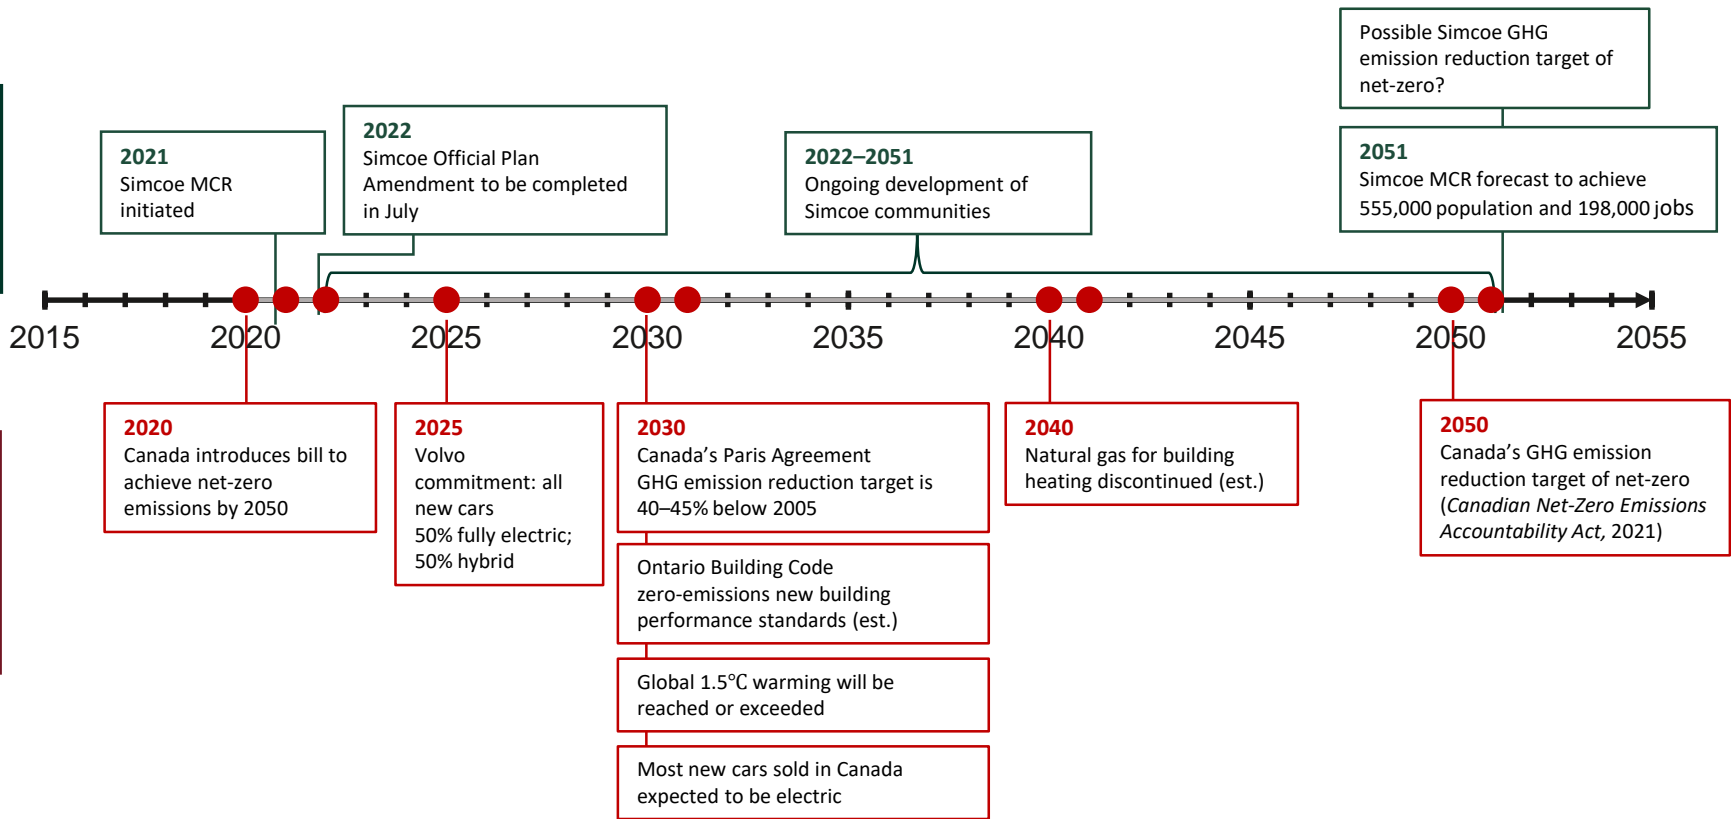 Possible Simcoe GHG
emission reduction target of
net-zero?
2021
Simcoe MCR
initiated
2022
Simcoe Official Plan
Amendment to be completed
in July
2022–2051
Ongoing development of
Simcoe communities
2051
Simcoe MCR forecast to achieve
555,000 population and 198,000 jobs
2015
2020
2025
2030
2035
2040
2045
2050
2055
2020
Canada introduces bill to
achieve net-zero
emissions by 2050
2025
Volvo
commitment: all
new cars
50% fully electric;
50% hybrid
2030
Canada’s Paris Agreement
GHG emission reduction target is
40–45% below 2005
Ontario Building Code
zero-emissions new building
performance standards (est.)
Global 1.5℃ warming will be
reached or exceeded
Most new cars sold in Canada
expected to be electric
2040
Natural gas for building
heating discontinued (est.)
2050
Canada’s GHG emission
reduction target of net-zero
(Canadian Net-Zero Emissions
Accountability Act, 2021)